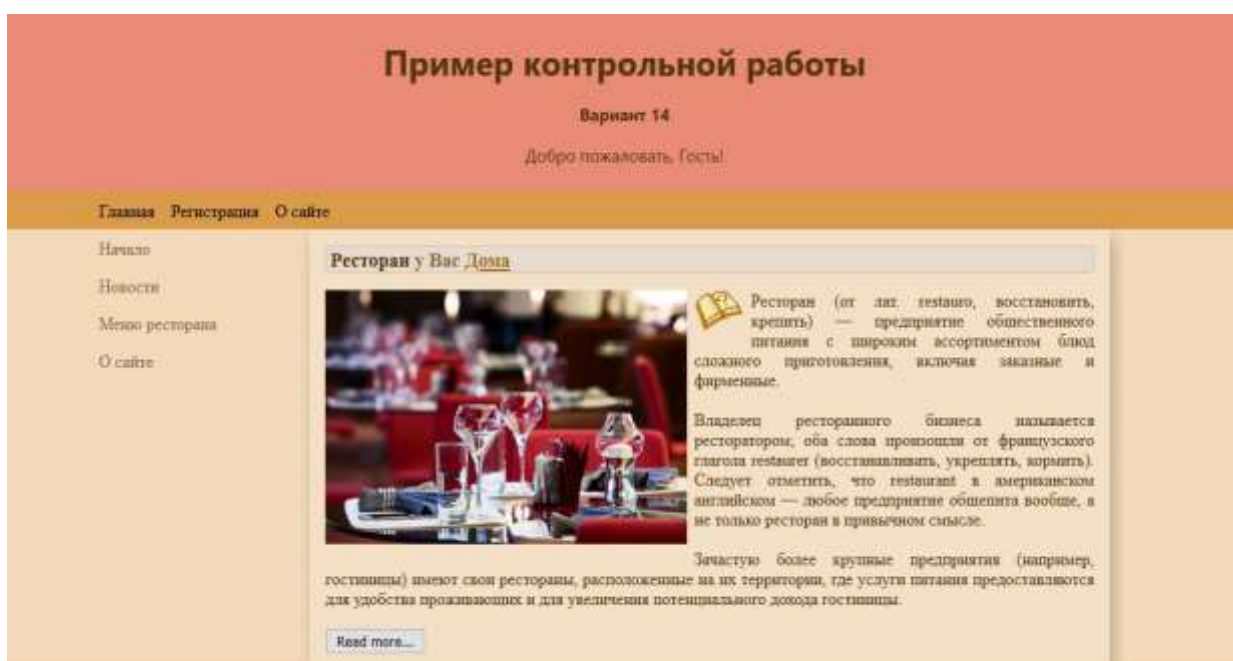 Пример контрольной работы
Вариант 14
Добро пожаловать, Гость!
Главная Регистрация О сайте
Начало
Новости
Меню ресторана
О сайте
Ресторан у Вас Дома
Ресторан (от лат. restauro, восстановить,
крепить) — предприятие общественного
питания с широким ассортиментом блюд
сложного приготовления, включая заказные и
фирменные.
Владелец ресторанного бизнеса называется
ресторатором; оба слова произошли от французского
глагола restaurer (восстанавливать, укреплять, кормить).
Следует отметить, что restaurant в американском
английском — любое предприятие общепита вообще, а
не только ресторан в привычном смысле.
Зачастую более крупные предприятия (например,
гостиницы) имеют свои рестораны, расположенные на их территории, где услуги питания предоставляются
для удобства проживающих и для увеличения потенциального дохода гостиницы.
Read more...